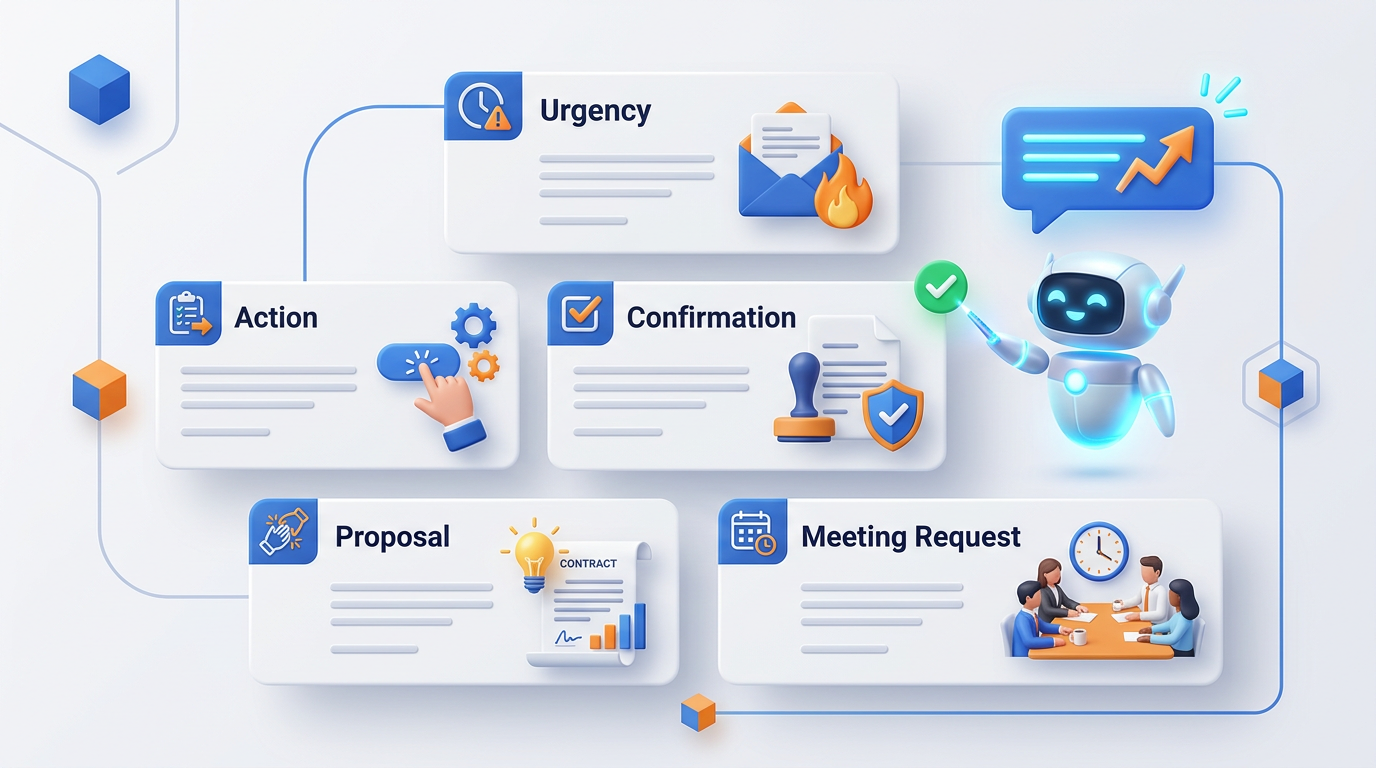 Urgency
Action
Confirmation
Proposal
CONTRACT
Meeting Request